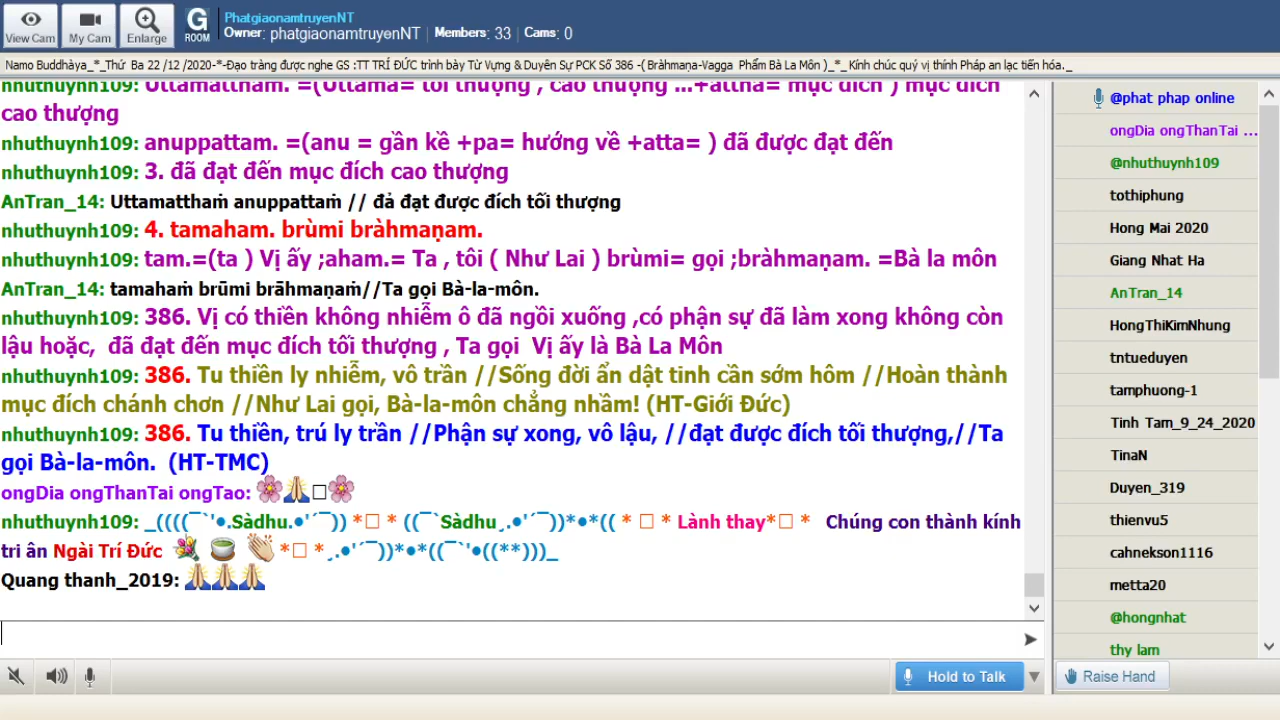 View Cam
My Cam
Enlarge
G
ROOM
PhatgiaonamtruyenNT
Owner: phatgiaonamtruyenNT | Members: 33 | Cams: 0
Namo Buddhàya_*_Thứ Ba 22 /12 /2020-*-Đạo tràng được nghe GS :TT TRÍ ĐỨC trình bày Từ Vựng & Duyên Sự PCK Số 386 -( Bràhmaṇa-Vagga Phẩm Bà La Môn )_*_ Kính chúc quý vị thính Pháp an lạc tiến hóa._
nhuthuynh109: Uttamattham. =(Uttama= tối thượng , cao thượng ...+attha= mục đích ) mục đích
cao thượng
nhuthuynh109: anuppattam. =(anu = gần kề +pa= hướng về +atta= ) đã được đạt đến
nhuthuynh109: 3. đã đạt đến mục đích cao thượng
AnTran_14: Uttamatthaṁ anuppattaṁ // đả đạt được đích tối thượng
nhuthuynh109: 4. tamaham. brùmi bràhmaṇam.
nhuthuynh109: tam.=(ta ) Vị ấy ;aham.= Ta , tôi ( Như Lai ) brùmi= gọi ;bràhmaṇam. =Bà la môn
AnTran_14: tamahaṁ brūmi brāhmaṇaṁ//Ta gọi Bà-la-môn.
nhuthuynh109: 386. Vị có thiền không nhiễm ô đã ngồi xuống ,có phận sự đã làm xong không còn
lậu hoặc, đã đạt đến mục đích tối thượng , Ta gọi Vị ấy là Bà La Môn
nhuthuynh109: 386. Tu thiền ly nhiễm, vô trần //Sống đời ẩn dật tinh cần sớm hôm //Hoàn thành
mục đích chánh chơn //Như Lai gọi, Bà-la-môn chẳng nhầm! (HT-Giới Đức)
nhuthuynh109: 386. Tu thiền, trú ly trần //Phận sự xong, vô lậu, //đạt được đích tối thượng,//Ta
gọi Bà-la-môn. (HT-TMC)
ongDia ongThanTai ongTao: 🌸🙏□🌸
nhuthuynh109: _((((¯`'•.Sàdhu.•'´¯)) *□ * ((¯`Sàdhu¸.•'´¯))*•*(( * □ * Lành thay*□ * Chúng con thành kính
tri ân Ngài Trí Đức 💐 🍵 👏 *□ *¸.•'´¯))*•*((¯`'•((**)))_
Quang thanh_2019: 🙏🙏🙏
Hold to Talk
@phat phap online
ongDia ongThanTai ...
@nhuthuynh109
tothiphung
Hong Mai 2020
Giang Nhat Ha
AnTran_14
HongThiKimNhung
tntueduyen
tamphuong-1
Tinh Tam_9_24_2020
TinaN
Duyen_319
thienvu5
cahnekson1116
metta20
@hongnhat
thy lam
Raise Hand